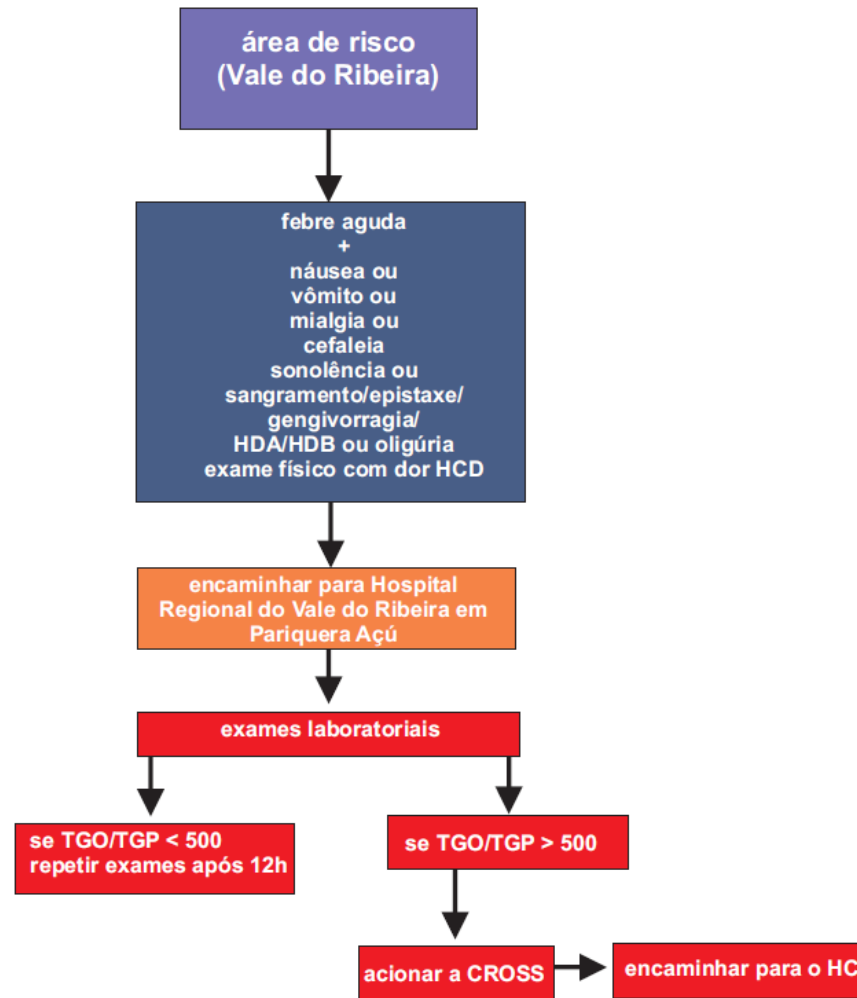 área de risco
(Vale do Ribeira)
febre aguda
+
náusea ou
vômito ou
mialgia ou
cefaleia
sonolência ou
sangramento/epistaxe/
gengivorragia/
HDA/HDB ou oligúria
exame físico com dor HCD
encaminhar para Hospital
Regional do Vale do Ribeira em
Pariquera Açú
exames laboratoriais
se TGO/TGP < 500
repetir exames após 12h
se TGO/TGP > 500
acionar a CROSS
encaminhar para o HC